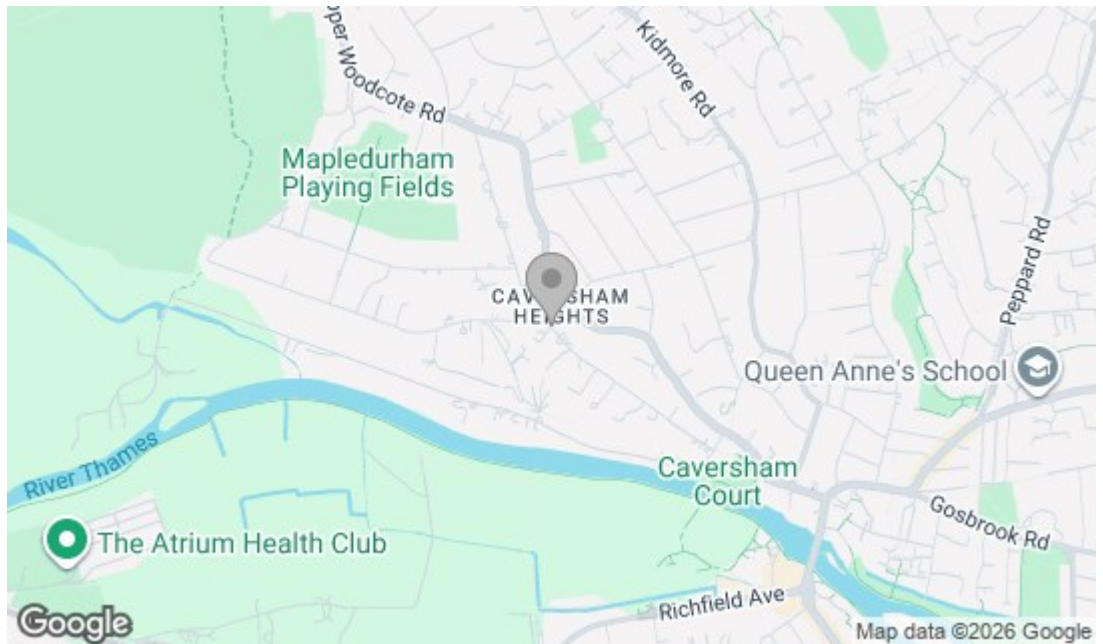 pper Woodcote Rd
Kidmore Rd
Mapledurham
Playing Fields
Peppard Rd
CAVERSHAM
HEIGHTS
Queen Anne's School
River Thames
Caversham
Court
Gosbrook Rd
The Atrium Health Club
Richfield Ave
Google
Map data ©2026 Google